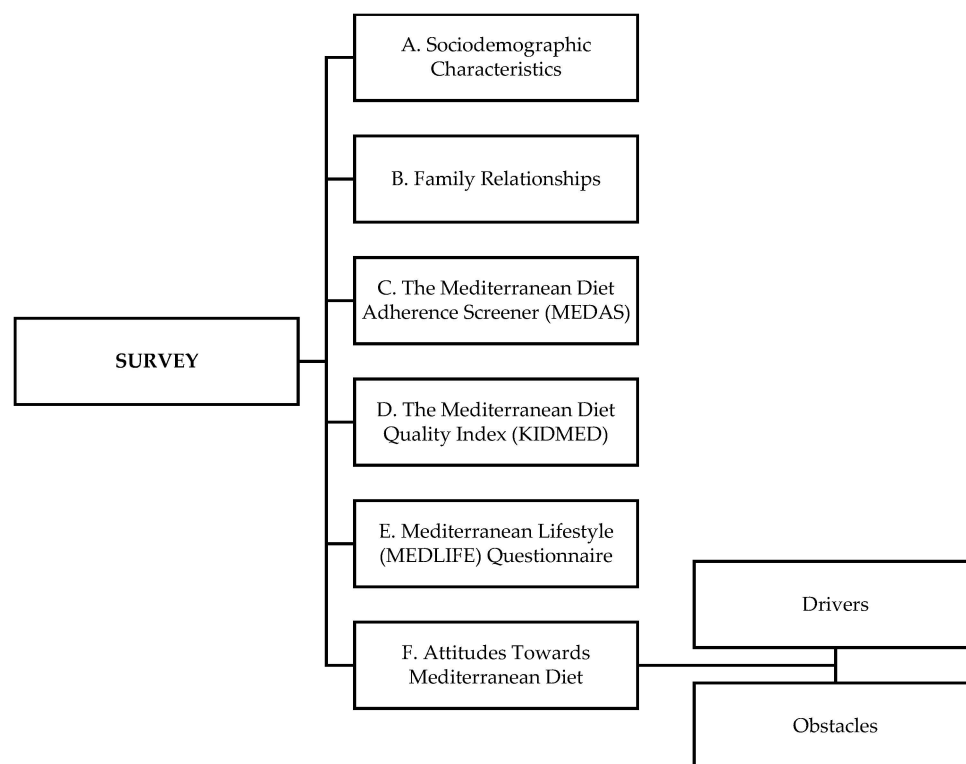 A. Sociodemographic
Characteristics
B. Family Relationships
C. The Mediterranean Diet
Adherence Screener (MEDAS)
SURVEY
D. The Mediterranean Diet
Quality Index (KIDMED)
E. Mediterranean Lifestyle
(MEDLIFE) Questionnaire
F. Attitudes Towards
Mediterranean Diet
Drivers
Obstacles